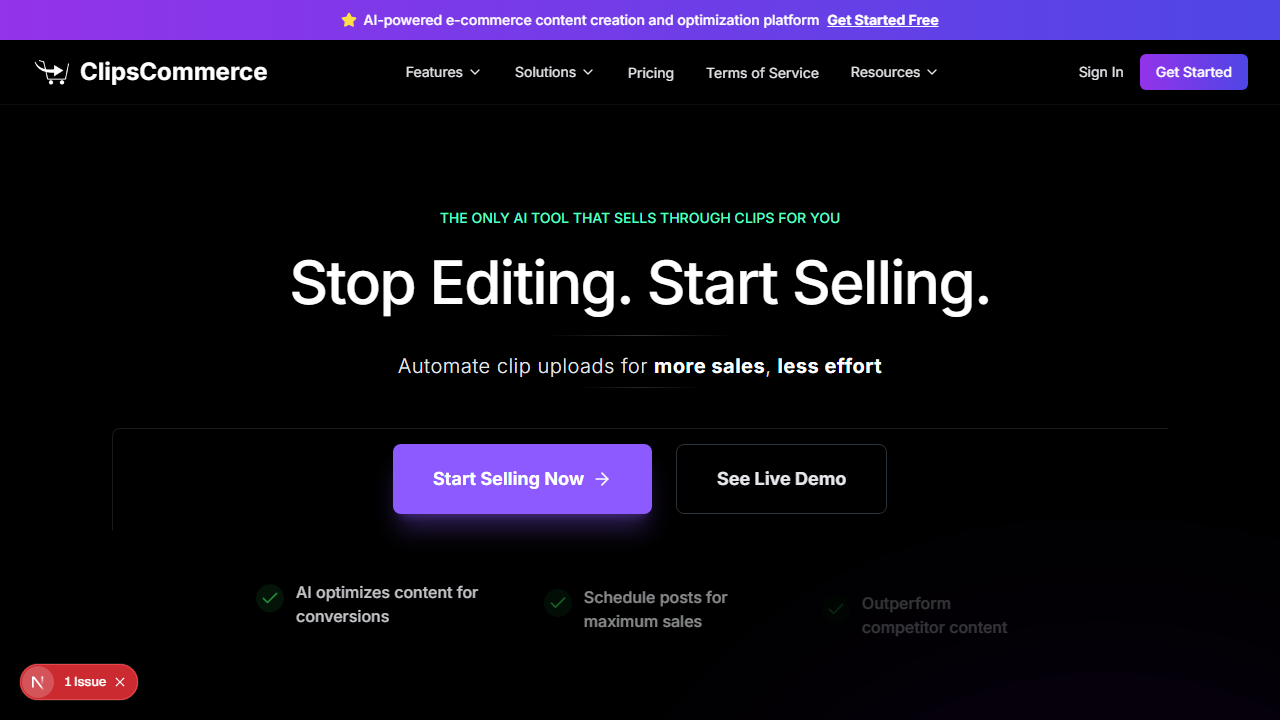 ⭐ AI-powered e-commerce content creation and optimization platform Get Started Free
ClipsCommerce
Features
Solutions
Pricing
Terms of Service
Resources
Sign In
Get Started
THE ONLY AI TOOL THAT SELLS THROUGH CLIPS FOR YOU
Stop Editing. Start Selling.
Automate clip uploads for more sales, less effort
Start Selling Now →
See Live Demo
AI optimizes content for
conversions
Schedule posts for
maximum sales
Outperform
competitor content
N 1 Issue